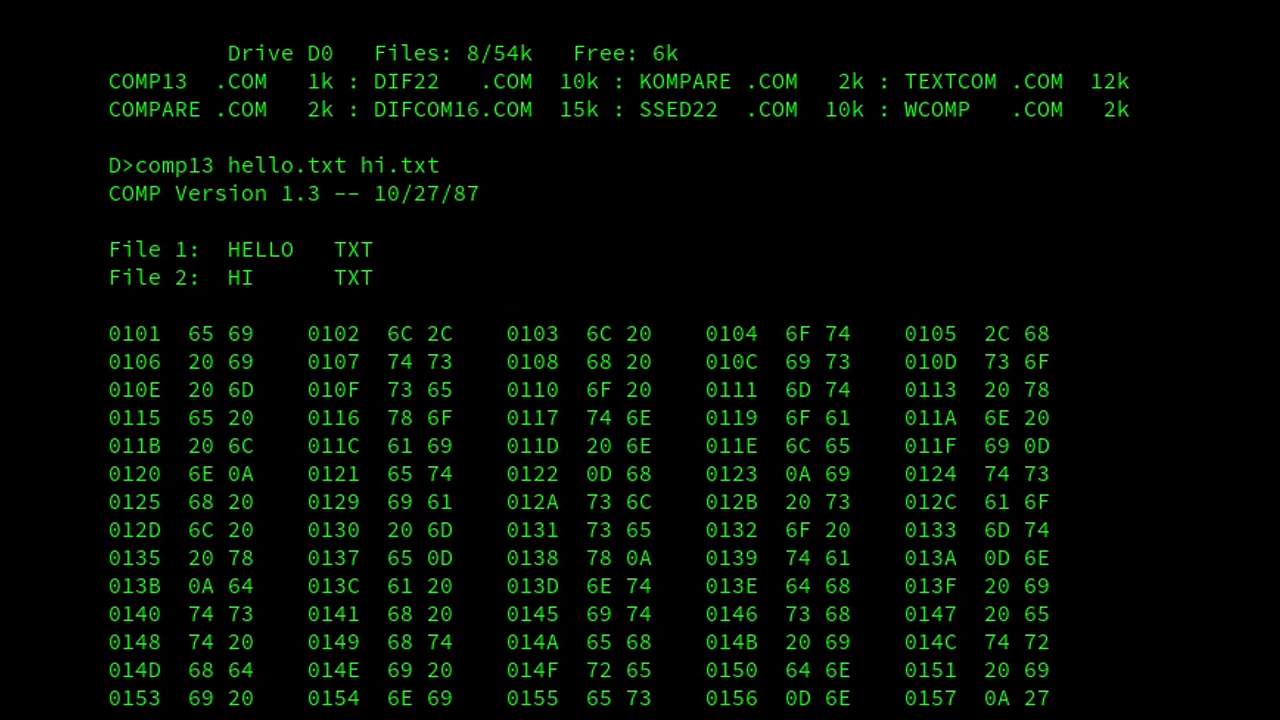 Drive D0   Files: 8/54k   Free: 6k
COMP13  .COM   1k : DIF22   .COM  10k : KOMPARE .COM   2k : TEXTCOM .COM  12k
COMPARE .COM   2k : DIFCOM16.COM  15k : SSED22  .COM  10k : WCOMP   .COM   2k
D>comp13 hello.txt hi.txt
COMP Version 1.3 -- 10/27/87
File 1:  HELLO   TXT
File 2:  HI      TXT
0101  65 69    0102  6C 2C    0103  6C 20    0104  6F 74    0105  2C 68
0106  20 69    0107  74 73    0108  68 20    010C  69 73    010D  73 6F
010E  20 6D    010F  73 65    0110  6F 20    0111  6D 74    0113  20 78
0115  65 20    0116  78 6F    0117  74 6E    0119  6F 61    011A  6E 20
011B  20 6C    011C  61 69    011D  20 6E    011E  6C 65    011F  69 0D
0120  6E 0A    0121  65 74    0122  0D 68    0123  0A 69    0124  74 73
0125  68 20    0129  69 61    012A  73 6C    012B  20 73    012C  61 6F
012D  6C 20    0130  20 6D    0131  73 65    0132  6F 20    0133  6D 74
0135  20 78    0137  65 0D    0138  78 0A    0139  74 61    013A  0D 6E
013B  0A 64    013C  61 20    013D  6E 74    013E  64 68    013F  20 69
0140  74 73    0141  68 20    0145  69 74    0146  73 68    0147  20 65
0148  74 20    0149  68 74    014A  65 68    014B  20 69    014C  74 72
014D  68 64    014E  69 20    014F  72 65    0150  64 6E    0151  20 69
0153  69 20    0154  6E 69    0155  65 73    0156  0D 6E    0157  0A 27